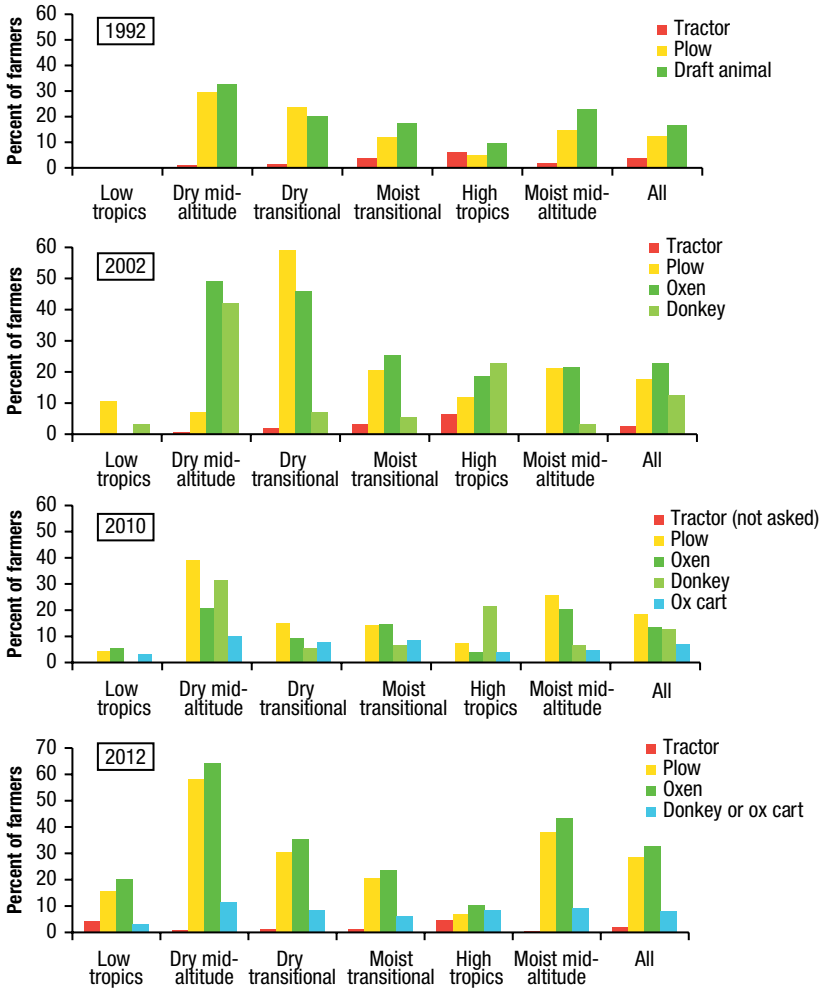 60
50
40
30
20
10
0
Percent of farmers
1992
Tractor
Plow
Draft animal
Low tropics
Dry mid-altitude
Dry transitional
Moist transitional
High tropics
Moist mid-altitude
All
60
50
40
30
20
10
0
Percent of farmers
2002
Tractor
Plow
Oxen
Donkey
Low tropics
Dry mid-altitude
Dry transitional
Moist transitional
High tropics
Moist mid-altitude
All
60
50
40
30
20
10
0
Percent of farmers
2010
Tractor (not asked)
Plow
Oxen
Donkey
Ox cart
Low tropics
Dry mid-altitude
Dry transitional
Moist transitional
High tropics
Moist mid-altitude
All
70
60
50
40
30
20
10
0
Percent of farmers
2012
Tractor
Plow
Oxen
Donkey or ox cart
Low tropics
Dry mid-altitude
Dry transitional
Moist transitional
High tropics
Moist mid-altitude
All